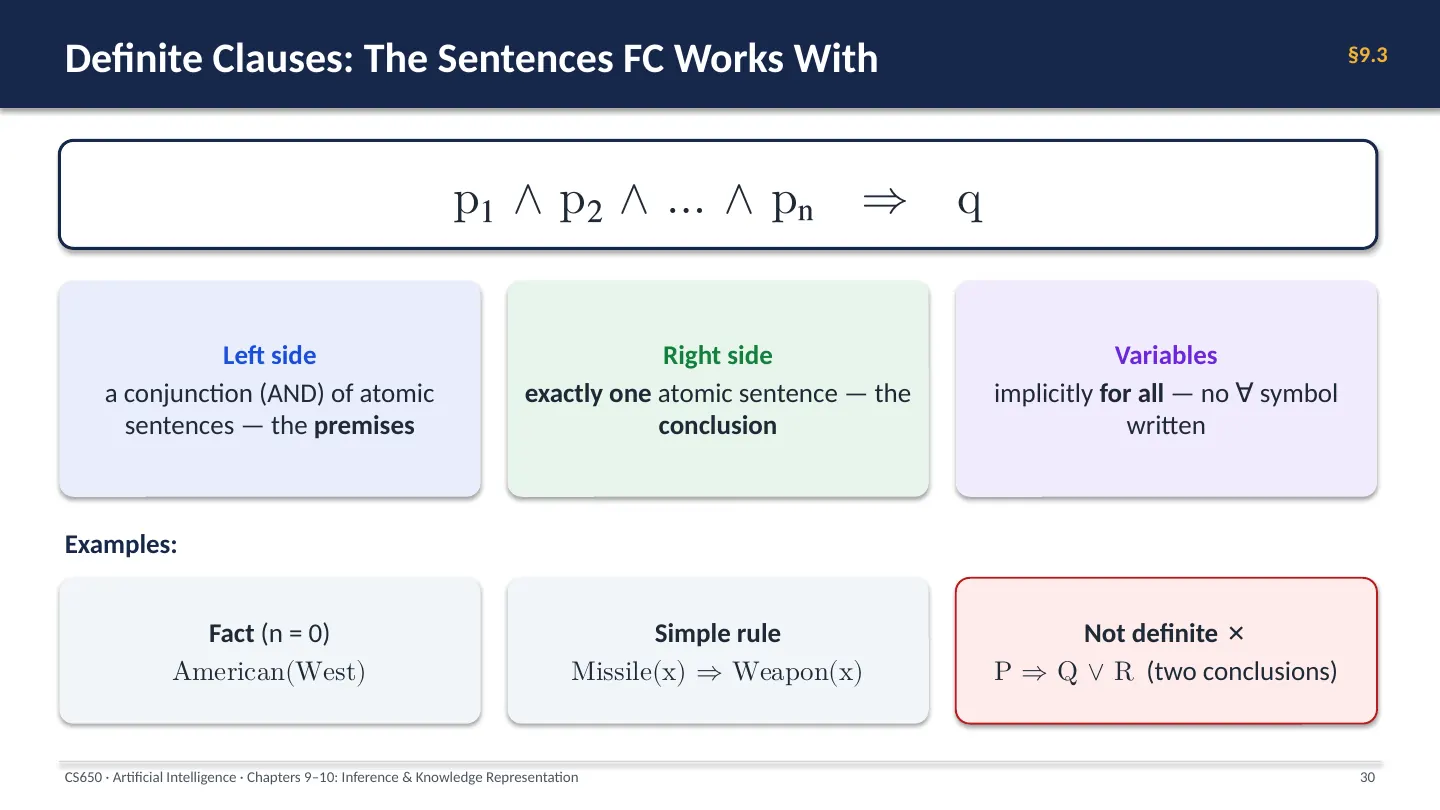 Definite Clauses: The Sentences FC Works With
§9.3
p₁ ∧ p₂ ∧ ... ∧ pₙ ⇒ q
Left side
a conjunction (AND) of atomic
sentences — the premises
Right side
exactly one atomic sentence — the
conclusion
Variables
implicitly for all — no ∀ symbol
written
Examples:
Fact (n = 0)
American(West)
Simple rule
Missile(x) ⇒ Weapon(x)
Not definite ×
P ⇒ Q ∨ R (two conclusions)
CS650 · Artificial Intelligence · Chapters 9–10: Inference & Knowledge Representation
30